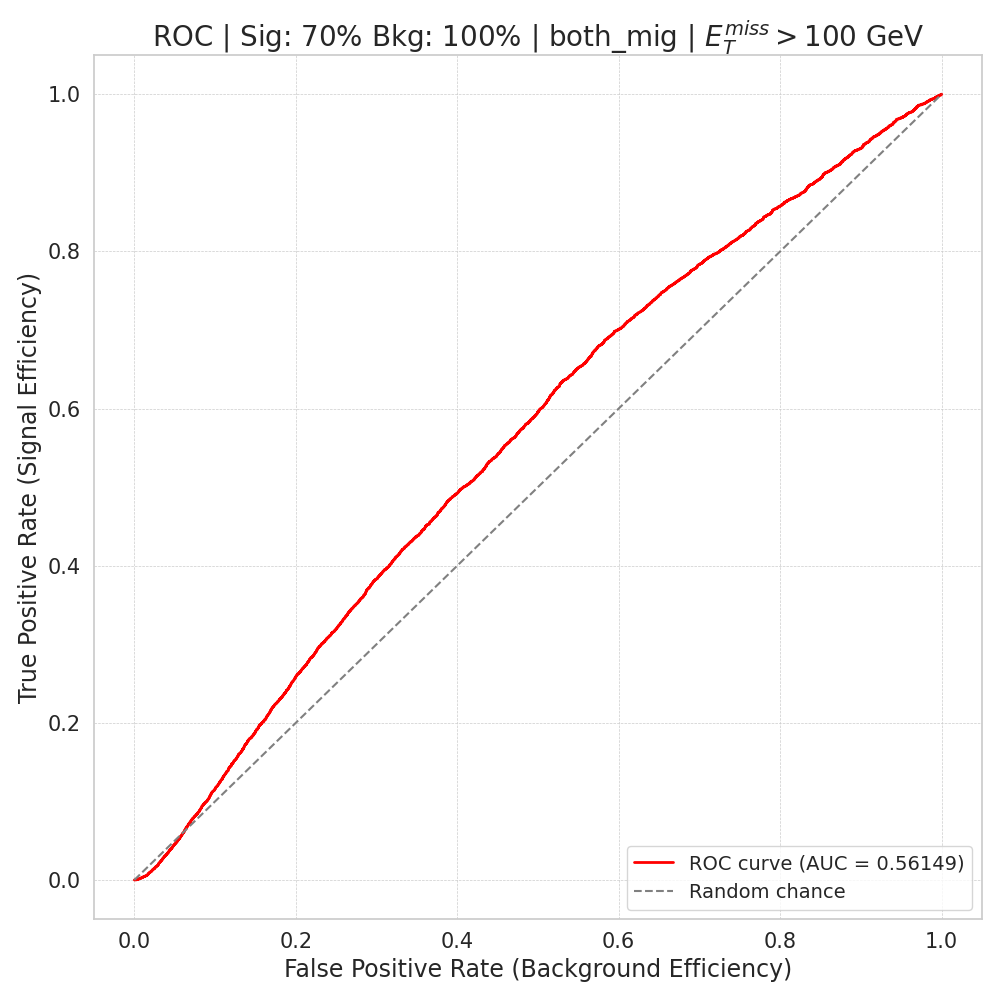 ROC | Sig: 70% Bkg: 100% | both_mig | $E_T^{miss} > 100$ GeV
1.0
0.8
0.6
0.4
0.2
0.0
True Positive Rate (Signal Efficiency)
ROC curve (AUC = 0.56149)
Random chance
0.0 0.2 0.4 0.6 0.8 1.0
False Positive Rate (Background Efficiency)